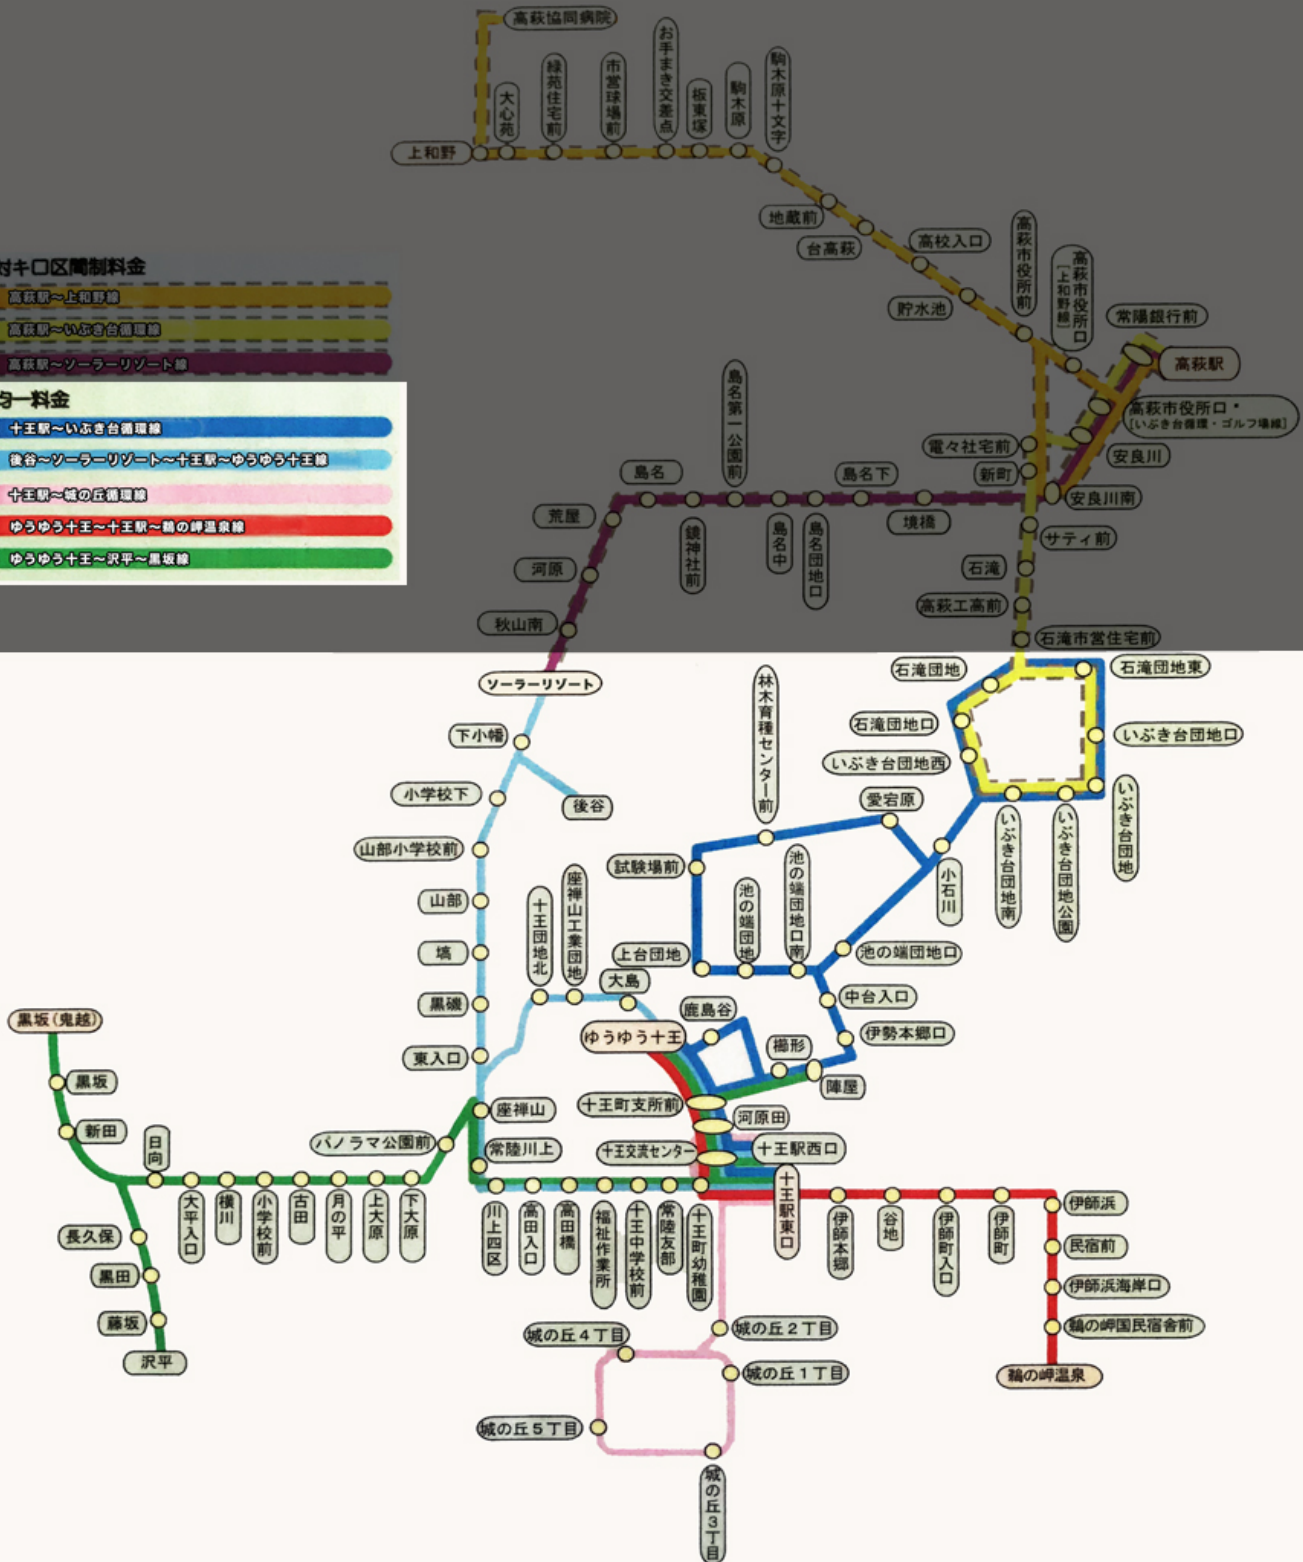 高萩協同病院
大心苑
緑苑住宅前
市営球場前
お手まき交差点
板東塚
駒木原
駒木原十文字
上和野
地蔵前
台高萩
高校入口
貯水池
高萩市役所前
高萩市役所口
[上和野線]
常陽銀行前
高萩駅
高萩市役所口・
[いぶき台循環・ゴルフ場線]
安良川
安良川南
電々社宅前
新町
サティ前
石滝
高萩工高前
石滝市営住宅前
対キロ区間制料金
高萩駅～上和野線
高萩駅～いぶき台循環線
高萩駅～ソーラーリゾート線
均一料金
十王駅～いぶき台循環線
後谷～ソーラーリゾート～十王駅～ゆうゆう十王線
十王駅～城の丘循環線
ゆうゆう十王～十王駅～鵜の岬温泉線
ゆうゆう十王～沢平～黒坂線
島名第一公園前
島名
島名下
荒屋
鏡神社前
島名中
島名団地口
境橋
河原
秋山南
ソーラーリゾート
下小幡
後谷
小学校下
山部小学校前
山部
塙
黒磯
東入口
座禅山
常陸川上
石滝団地
石滝団地東
石滝団地口
いぶき台団地口
いぶき台団地西
いぶき台団地
いぶき台団地南
いぶき台団地公園
林木育種センター前
愛宕原
小石川
試験場前
池の端団地
池の端団地口南
上台団地
池の端団地口
中台入口
伊勢本郷口
十王団地北
座禅山工業団地
大島
鹿島谷
ゆうゆう十王
櫛形
陣屋
十王町支所前
河原田
十王交流センター
十王駅西口
十王駅東口
黒坂(鬼越)
黒坂
新田
日向
パノラマ公園前
大平入口
横川
小学校前
古田
月の平
上大原
下大原
長久保
黒田
藤坂
沢平
川上四区
高田入口
高田橋
福祉作業所
十王中学校前
常陸友部
十王町幼稚園
伊師本郷
谷地
伊師町入口
伊師町
伊師浜
民宿前
伊師浜海岸口
鵜の岬国民宿舎前
鵜の岬温泉
城の丘4丁目
城の丘2丁目
城の丘1丁目
城の丘5丁目
城の丘3丁目